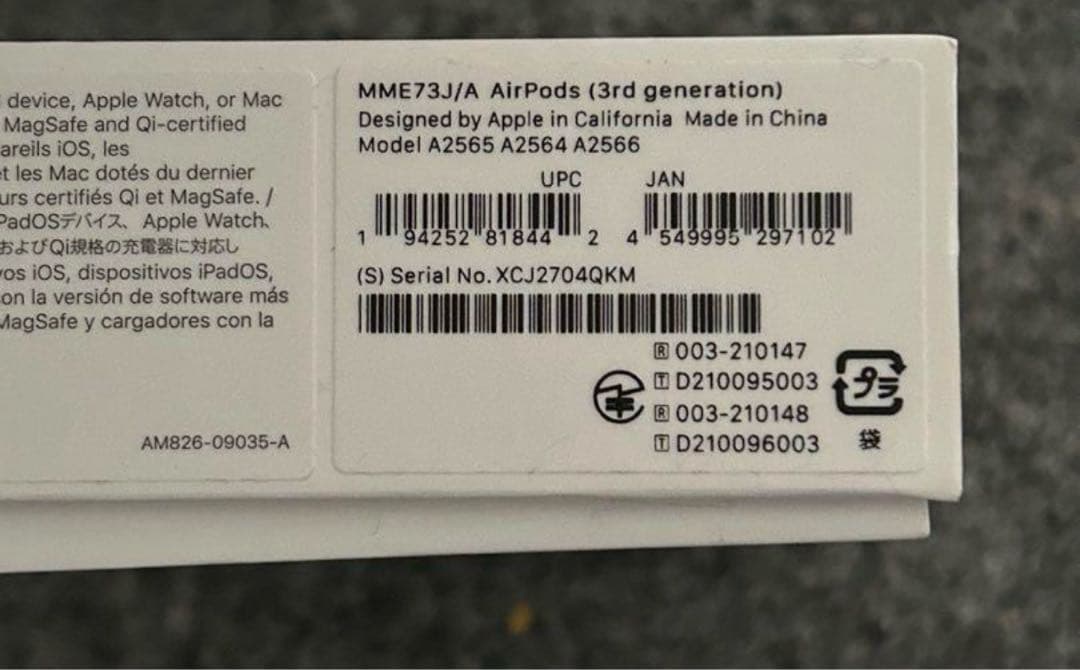 device, Apple Watch, or Mac
MagSafe and Qi-certified
areils iOS, les
et les Mac dotés du dernier
urs certifiés Qi et MagSafe. /
PadOSデバイス、Apple Watch、
およびQi規格の充電器に対応し
vos iOS, dispositivos iPadOS,
on la versión de software más
MagSafe y cargadores con la
AM826-09035-A
MME73J/A AirPods (3rd generation)
Designed by Apple in California Made in China
Model A2565 A2564 A2566
UPC JAN
1 94252 81844 2 4 549995 297102
(S) Serial No. XCJ2704QKM
R 003-210147
T D210095003
R 003-210148
T D210096003
プラ
袋